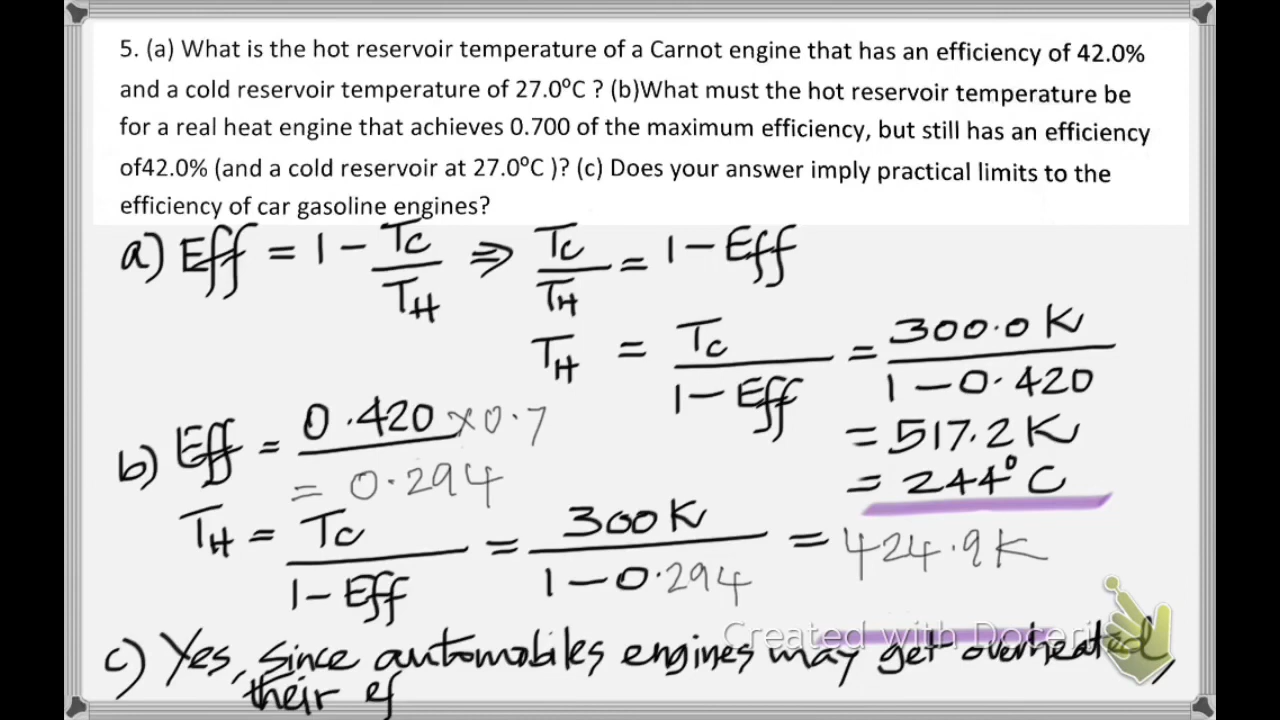 5. (a) What is the hot reservoir temperature of a Carnot engine that has an efficiency of 42.0%
and a cold reservoir temperature of 27.0⁰C ? (b)What must the hot reservoir temperature be
for a real heat engine that achieves 0.700 of the maximum efficiency, but still has an efficiency
of42.0% (and a cold reservoir at 27.0⁰C )? (c) Does your answer imply practical limits to the
efficiency of car gasoline engines?
a) Eff = 1 - Tc/TH ⇒ Tc/TH = 1 - Eff
TH = Tc/(1 - Eff) = 300.0 K/(1 - 0.420)
= 517.2 K
= 244° C
b) Eff = 0.420 × 0.7
= 0.294
TH = Tc/(1 - Eff) = 300 K/(1 - 0.294) = 424.9 K
Created with Doceri
c) Yes, since automobiles engines may get overheated,
their ef